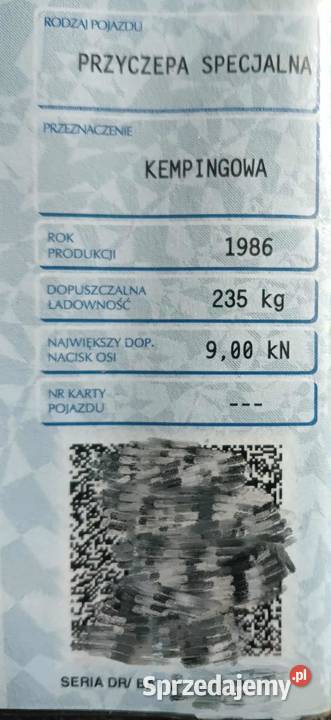 RODZAJ POJAZDU
PRZYCZEPA SPECJALNA
PRZEZNACZENIE
KEMPINGOWA
ROK
PRODUKCJI
1986
DOPUSZCZALNA
ŁADOWNOŚĆ
235 kg
NAJWIĘKSZY DOP.
NACISK OSI
9,00 kN
NR KARTY
POJAZDU
---
SERIA DR/
Sprzedajemy.pl